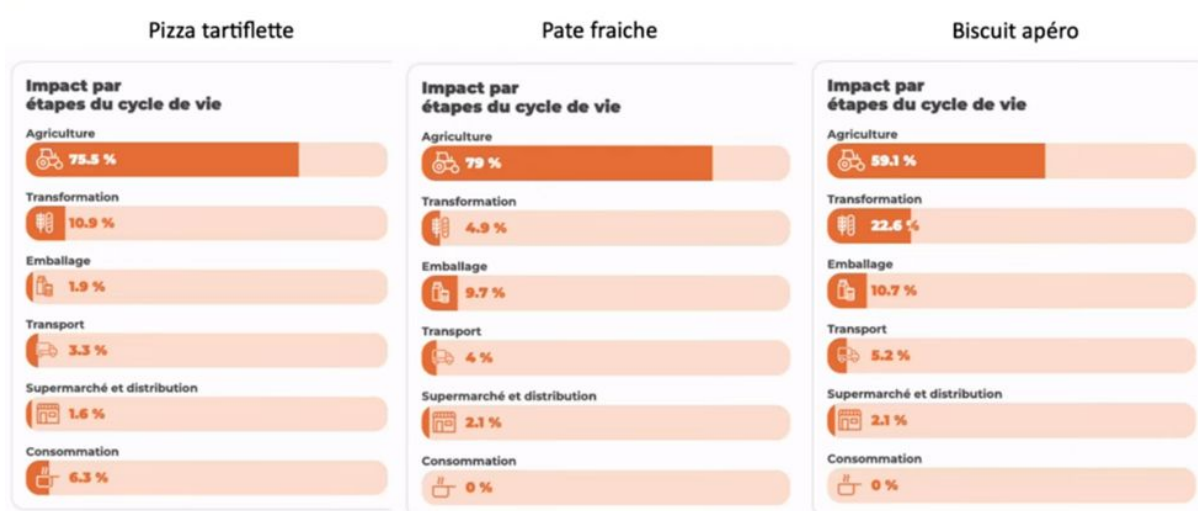 Pizza tartiflette
Impact par
étapes du cycle de vie
Agriculture
75.5 %
Transformation
10.9 %
Emballage
1.9 %
Transport
3.3 %
Supermarché et distribution
1.6 %
Consommation
6.3 %
Pate fraiche
Impact par
étapes du cycle de vie
Agriculture
79 %
Transformation
4.9 %
Emballage
9.7 %
Transport
4 %
Supermarché et distribution
2.1 %
Consommation
0 %
Biscuit apéro
Impact par
étapes du cycle de vie
Agriculture
59.1 %
Transformation
22.6 %
Emballage
10.7 %
Transport
5.2 %
Supermarché et distribution
2.1 %
Consommation
0 %